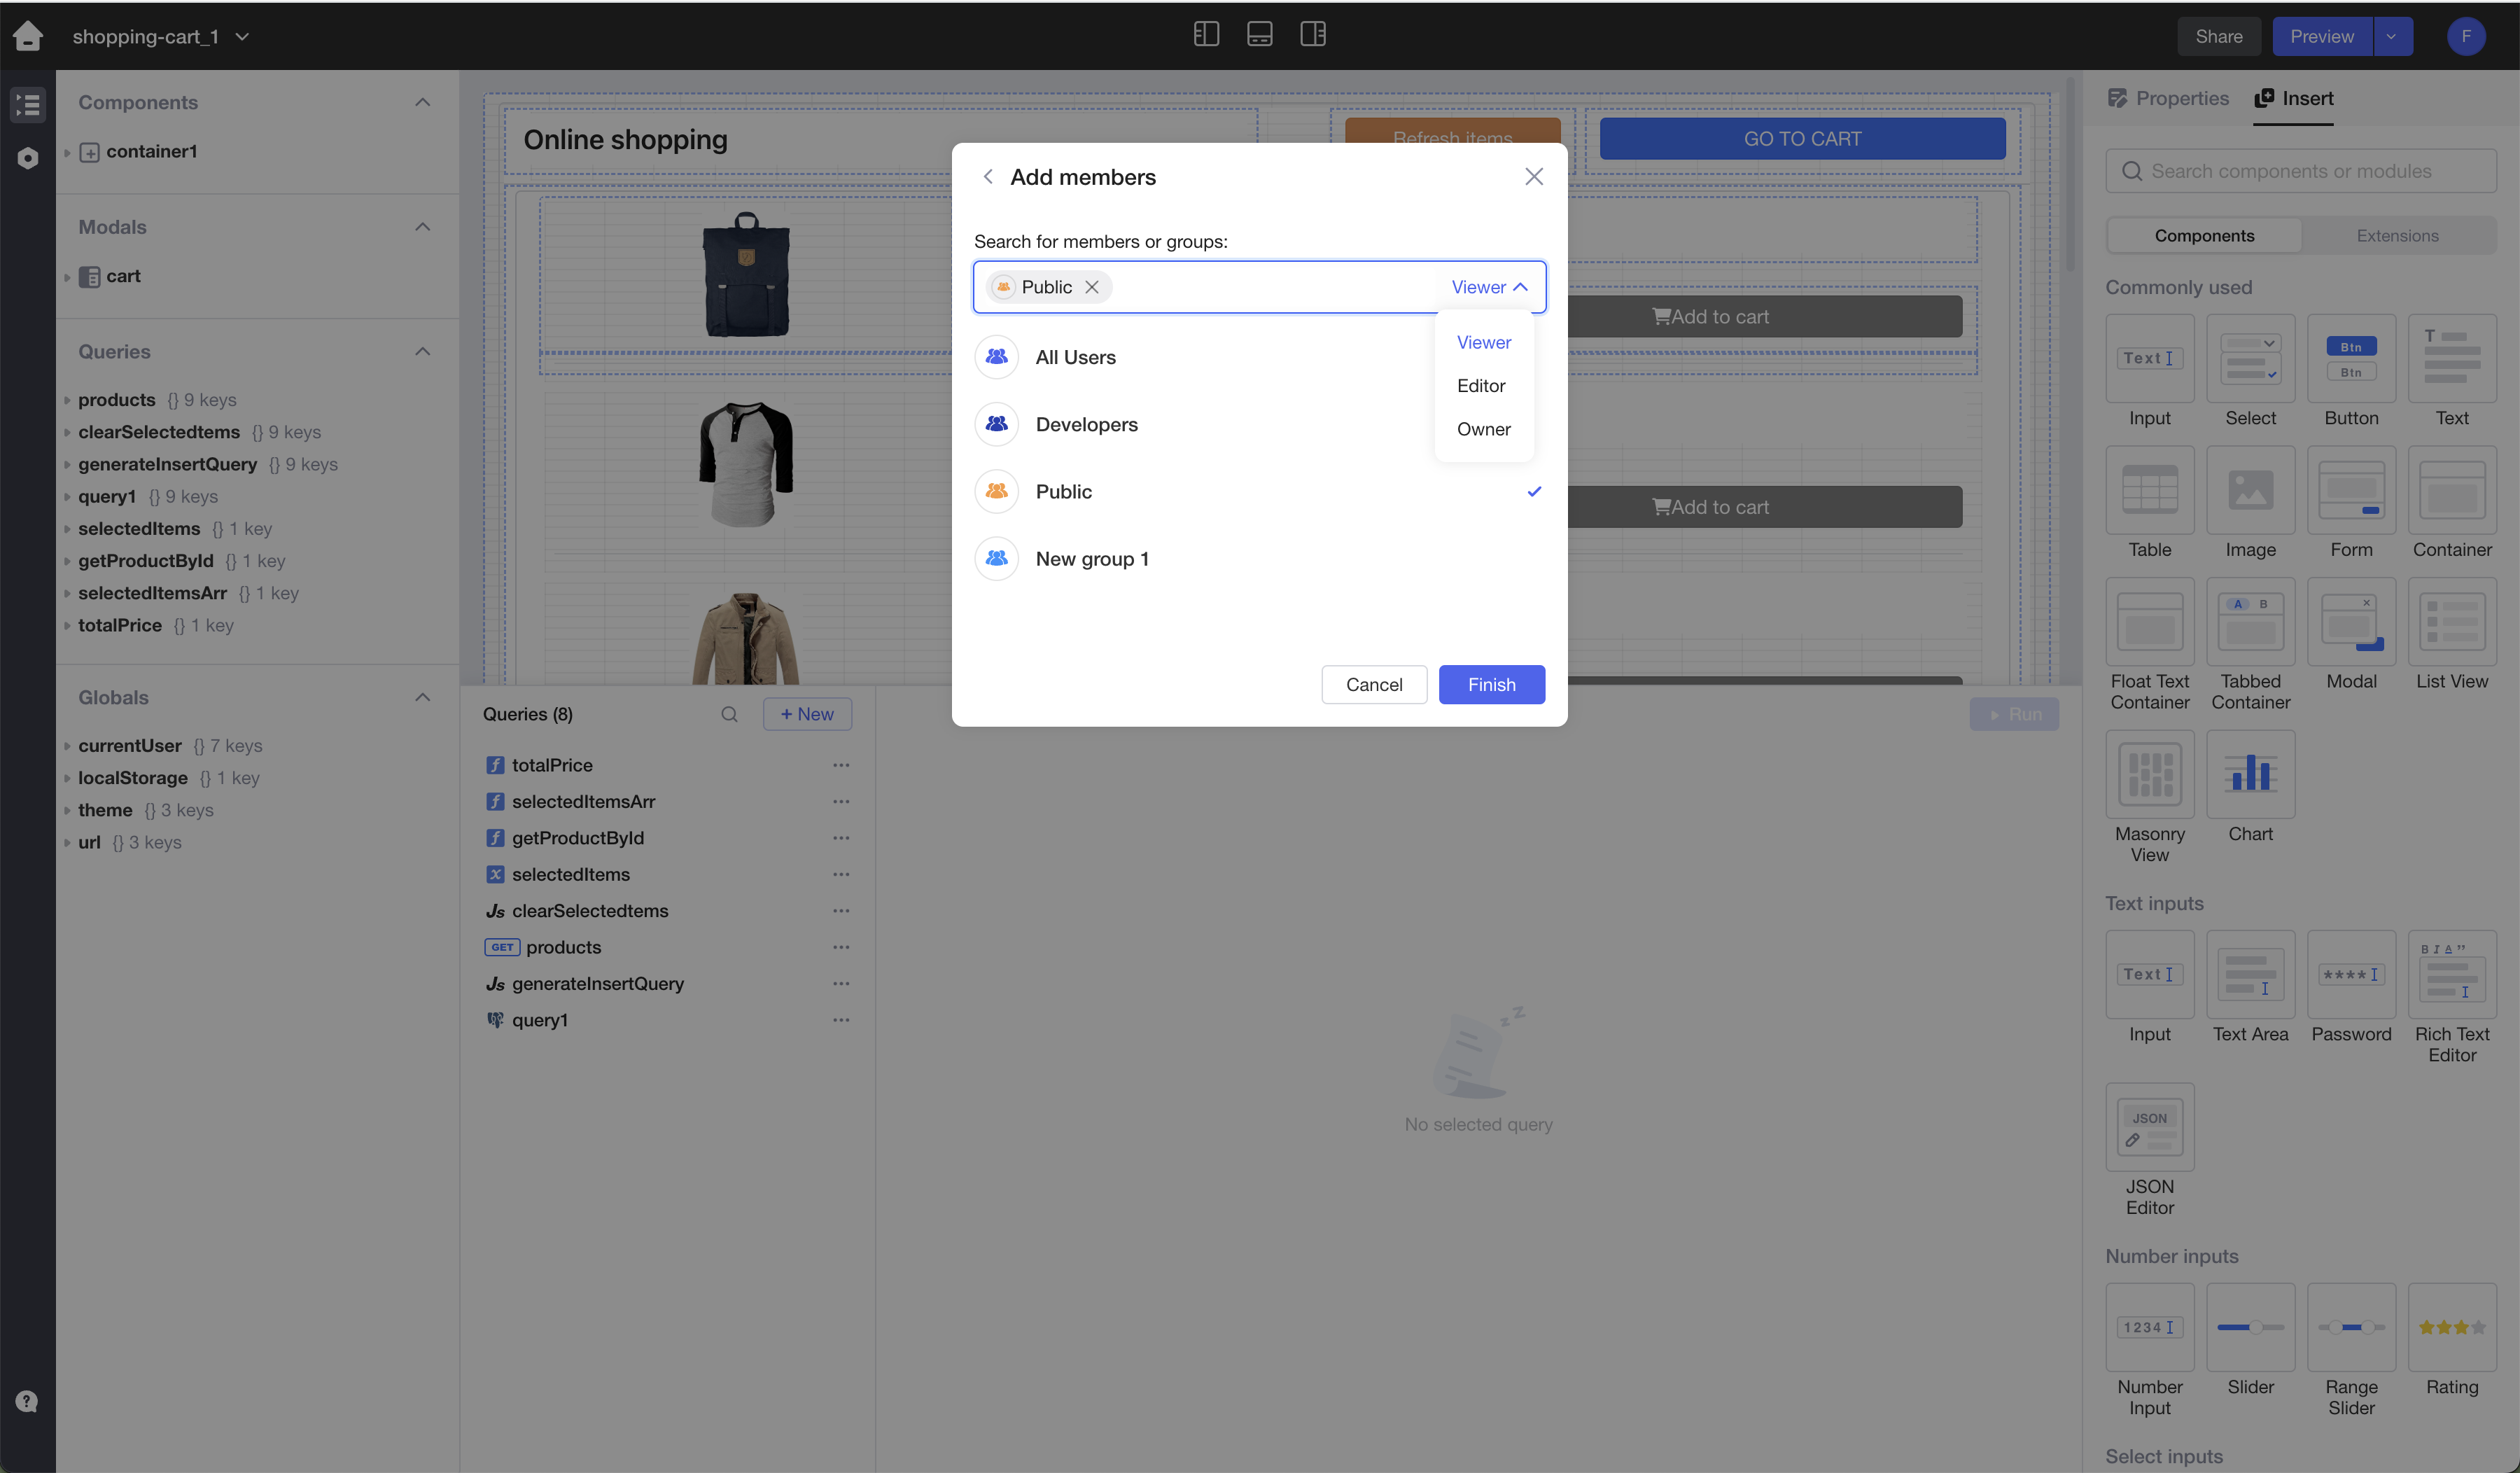 shopping-cart_1
Share
Preview
F
Components
container1
Modals
cart
Queries
products {} 9 keys
clearSelectedtems {} 9 keys
generateInsertQuery {} 9 keys
query1 {} 9 keys
selectedItems {} 1 key
getProductById {} 1 key
selectedItemsArr {} 1 key
totalPrice {} 1 key
Globals
currentUser {} 7 keys
localStorage {} 1 key
theme {} 3 keys
url {} 3 keys
Online shopping
Refresh items
GO TO CART
Add to cart
Add to cart
Add members
Search for members or groups:
Public
Viewer
Viewer
Editor
Owner
All Users
Developers
Public
New group 1
Cancel
Finish
Queries (8)
+ New
Run
totalPrice
selectedItemsArr
getProductById
selectedItems
Js clearSelectedtems
GET products
Js generateInsertQuery
query1
No selected query
Properties
Insert
Search components or modules
Components
Extensions
Commonly used
Text
Btn
Btn
T
Input
Select
Button
Text
Table
Image
Form
Container
A B
Float Text
Container
Tabbed
Container
Modal
List View
Masonry
View
Chart
Text inputs
Text
****
B I A "
Input
Text Area
Password
Rich Text
Editor
JSON
JSON
Editor
Number inputs
1234
Number
Input
Slider
Range
Slider
Rating
Select inputs